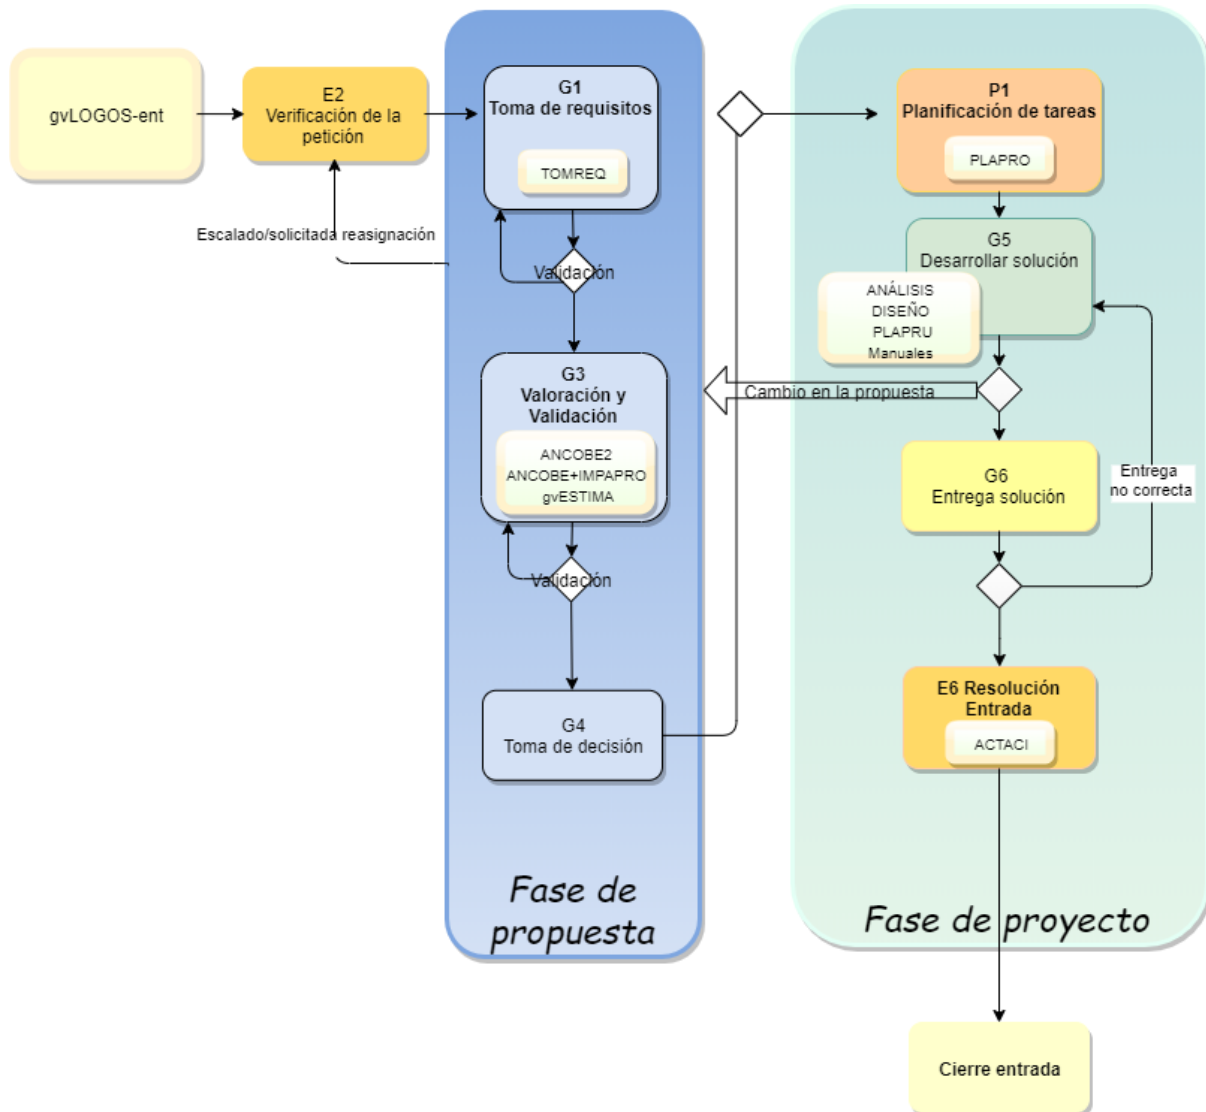 gvLOGOS-ent
E2
Verificación de la
petición
Escalado/solicitada reasignación
G1
Toma de requisitos
TOMREQ
Validación
G3
Valoración y
Validación
ANCOBE2
ANCOBE+IMPAPRO
gvESTIMA
Validación
G4
Toma de decisión
Fase de
propuesta
P1
Planificación de tareas
PLAPRO
G5
Desarrollar solución
ANÁLISIS
DISEÑO
PLAPRU
Manuales
Cambio en la propuesta
G6
Entrega solución
Entrega
no correcta
E6 Resolución
Entrada
ACTACI
Fase de proyecto
Cierre entrada